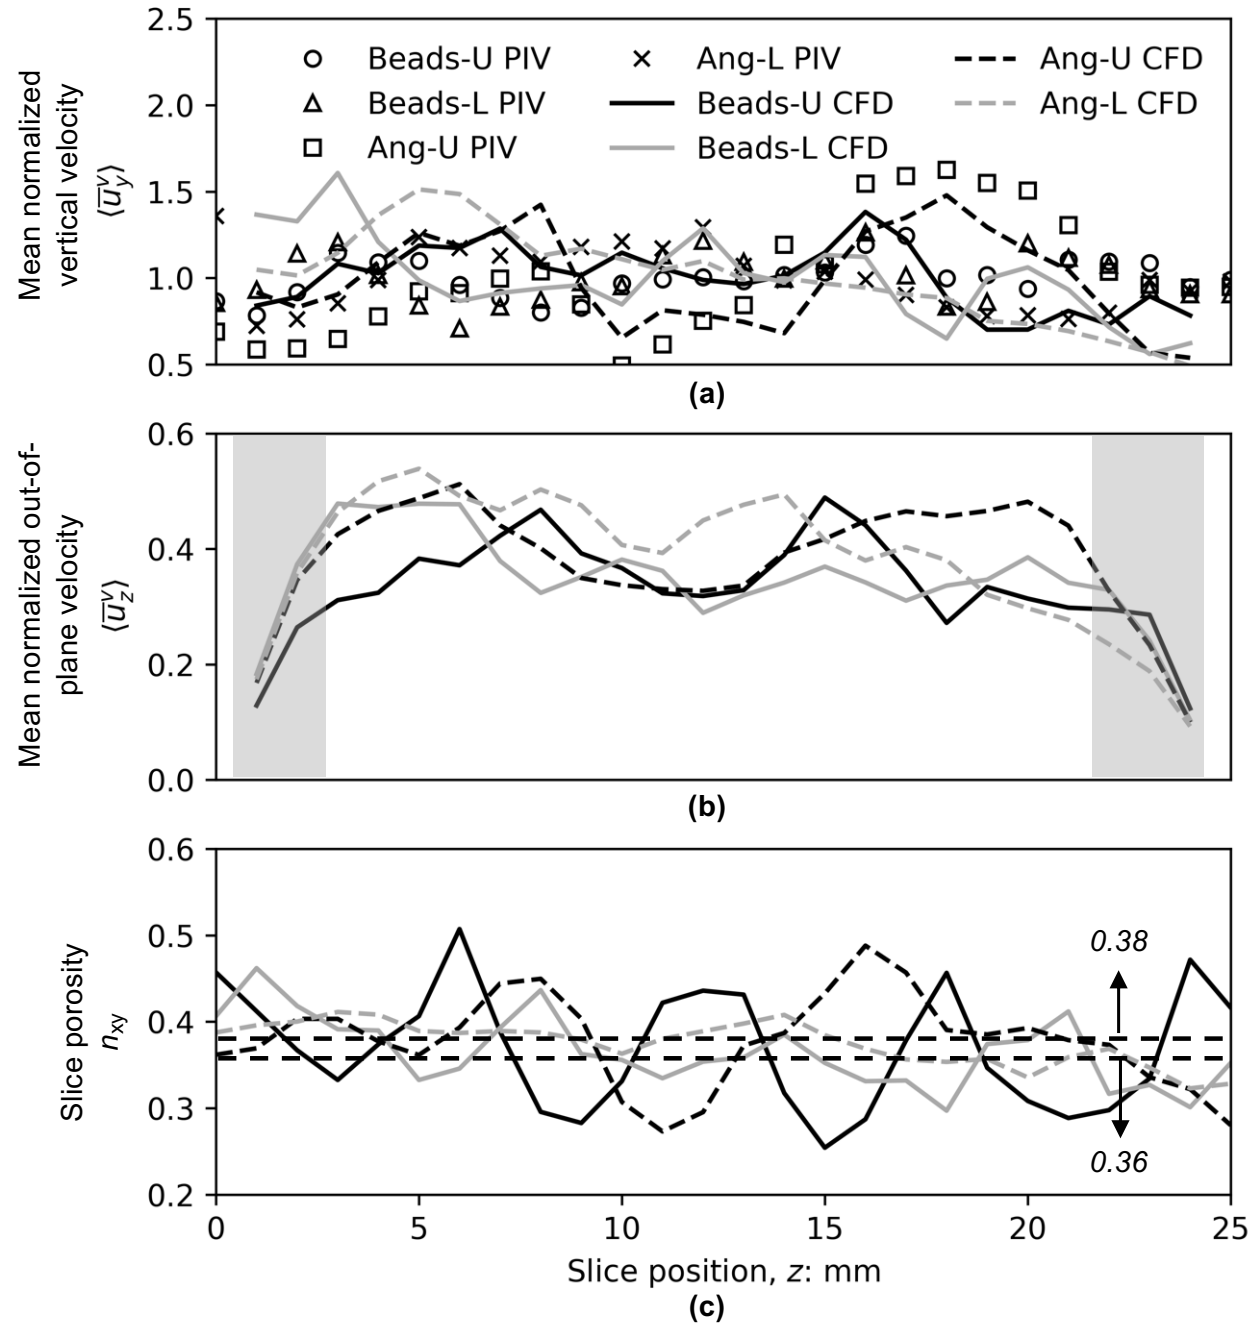 Mean normalized
vertical velocity
⟨u̅ᵛy⟩
2.5
2.0
1.5
1.0
0.5
Beads-U PIV
Beads-L PIV
Ang-U PIV
Ang-L PIV
Beads-U CFD
Beads-L CFD
Ang-U CFD
Ang-L CFD
(a)
Mean normalized out-of-
plane velocity
⟨u̅ᵛz⟩
0.6
0.4
0.2
0.0
(b)
Slice porosity
nxy
0.6
0.5
0.4
0.3
0.2
0.38
0.36
0 5 10 15 20 25
Slice position, z: mm
(c)